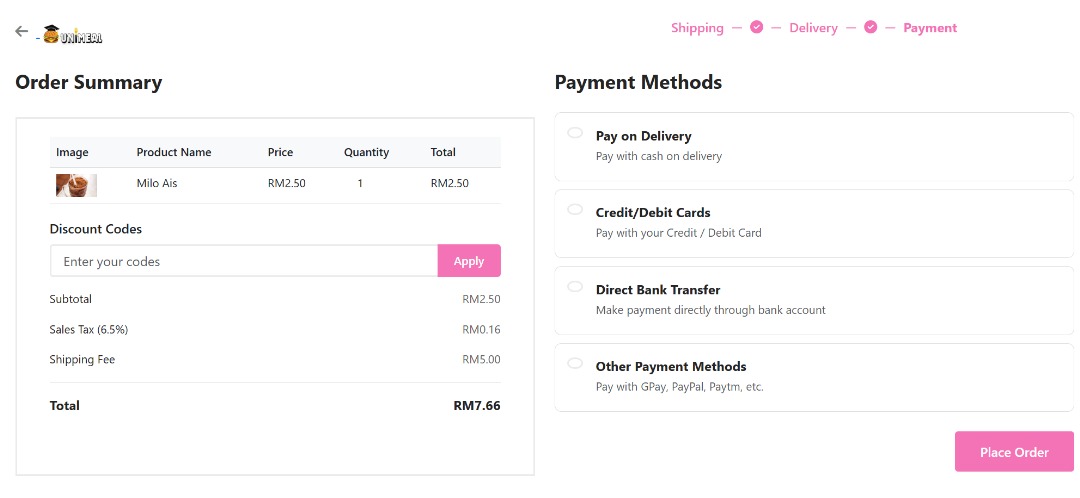 UNIMEAL
Shipping — Delivery — Payment
Order Summary
Image Product Name Price Quantity Total
Milo Ais RM2.50 1 RM2.50
Discount Codes
Enter your codes Apply
Subtotal RM2.50
Sales Tax (6.5%) RM0.16
Shipping Fee RM5.00
Total RM7.66
Payment Methods
Pay on Delivery
Pay with cash on delivery
Credit/Debit Cards
Pay with your Credit / Debit Card
Direct Bank Transfer
Make payment directly through bank account
Other Payment Methods
Pay with GPay, PayPal, Paytm, etc.
Place Order